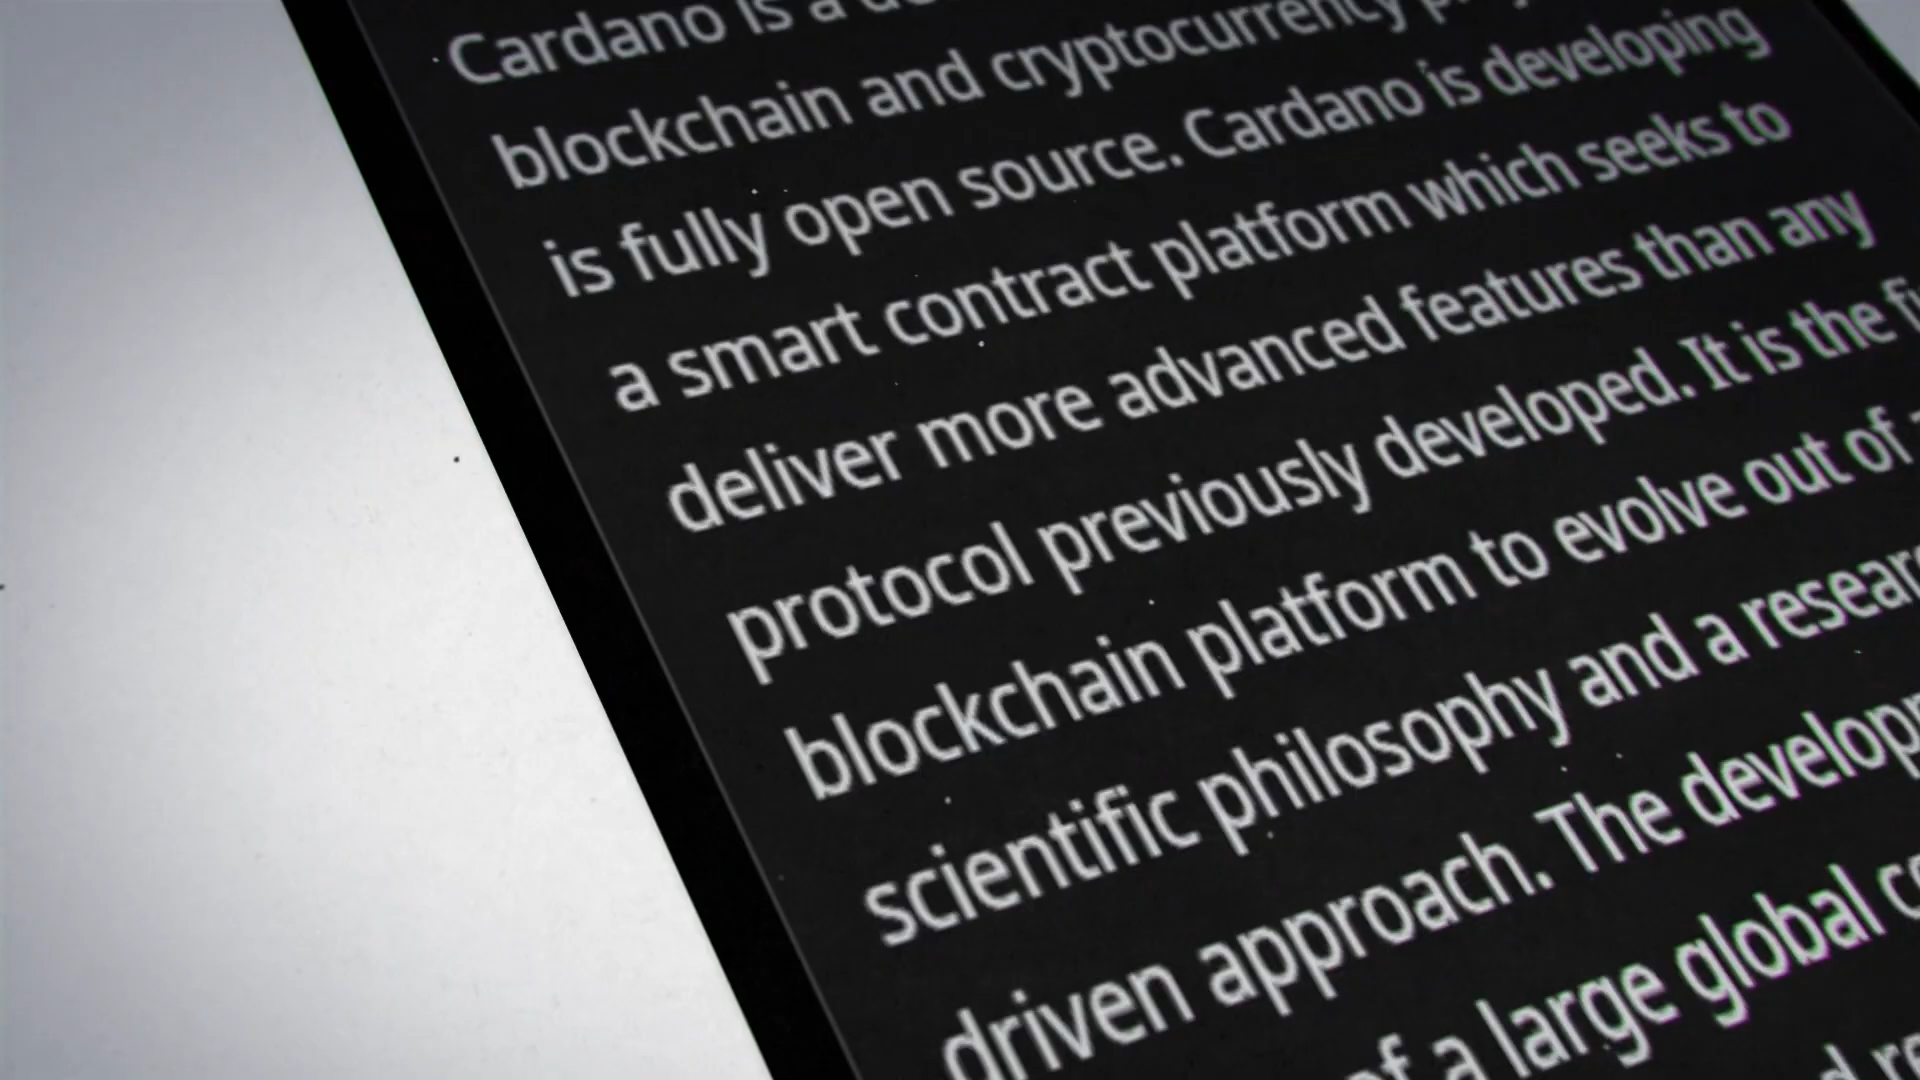 Cardano is a
blockchain and cryptocurrency
is fully open source. Cardano is developing
a smart contract platform which seeks to
deliver more advanced features than any
protocol previously developed. It is the
blockchain platform to evolve out of
scientific philosophy and a
driven approach. The
of a large global